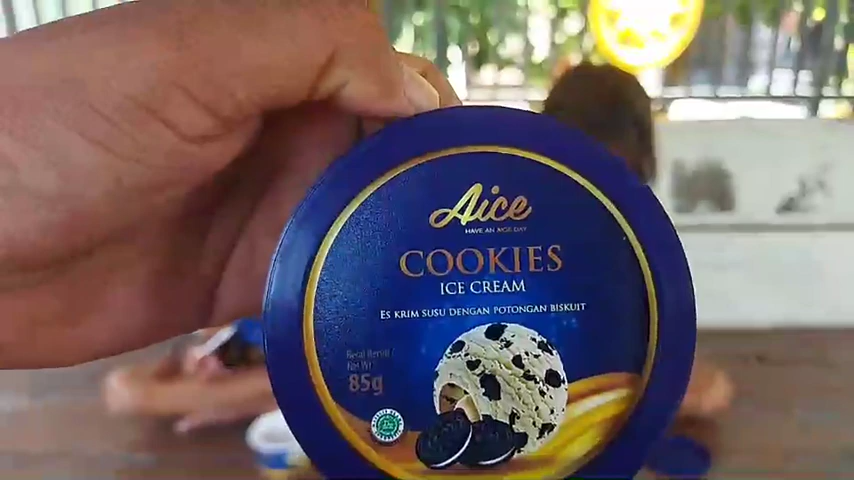 Aice
HAVE AN AICE DAY
COOKIES
ICE CREAM
ES KRIM SUSU DENGAN POTONGAN BISKUIT
Berat Bersih /
Net Wt.
85g